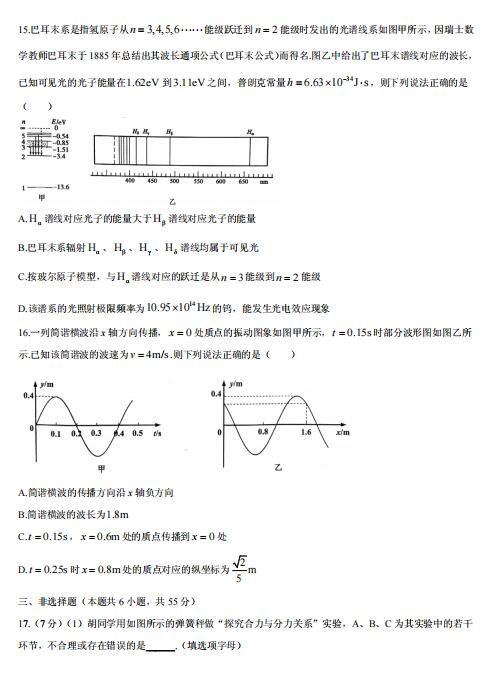 15.巴耳末系是指氢原子从n=3,4,5,6……能级跃迁到n=2能级时发出的光谱线系如图甲所示，因瑞士数
学教师巴耳末于1885年总结出其波长通项公式(巴耳末公式)而得名.图乙中给出了巴耳末谱线对应的波长，
已知可见光的光子能量在1.62eV到3.11eV之间，普朗克常量h=6.63×10⁻³⁴J·s，则下列说法正确的是
（ ）
n E/eV
∞ 0
5 -0.54
4 -0.85
3 -1.51
2 -3.4
1 -13.6
甲
Hδ Hγ Hβ Hα
400 450 500 550 600 650 nm
乙
A.Hα谱线对应光子的能量大于Hβ谱线对应光子的能量
B.巴耳末系辐射Hα、Hβ、Hγ、Hδ谱线均属于可见光
C.按玻尔原子模型，与Hα谱线对应的跃迁是从n=3能级到n=2能级
D.该谱系的光照射极限频率为10.95×10¹⁴Hz的钙，能发生光电效应现象
16.一列简谐横波沿x轴方向传播，x=0处质点的振动图象如图甲所示，t=0.15s时部分波形图如图乙所
示.已知该简谐波的波速为v=4m/s.则下列说法正确的是（ ）
y/m
0.4
0 0.1 0.2 0.3 0.4 0.5 t/s
甲
y/m
0.4
0 0.8 1.6 x/m
乙
A.简谐横波的传播方向沿x轴负方向
B.简谐横波的波长为1.8m
C.t=0.15s，x=0.6m处的质点传播到x=0处
D.t=0.25s时x=0.8m处的质点对应的纵坐标为√2/5 m
三、非选择题（本题共6小题，共55分）
17.（7分）（1）胡同学用如图所示的弹簧秤做“探究合力与分力关系”实验，A、B、C为其实验中的若干
环节，不合理或存在错误的是______.（填选项字母）